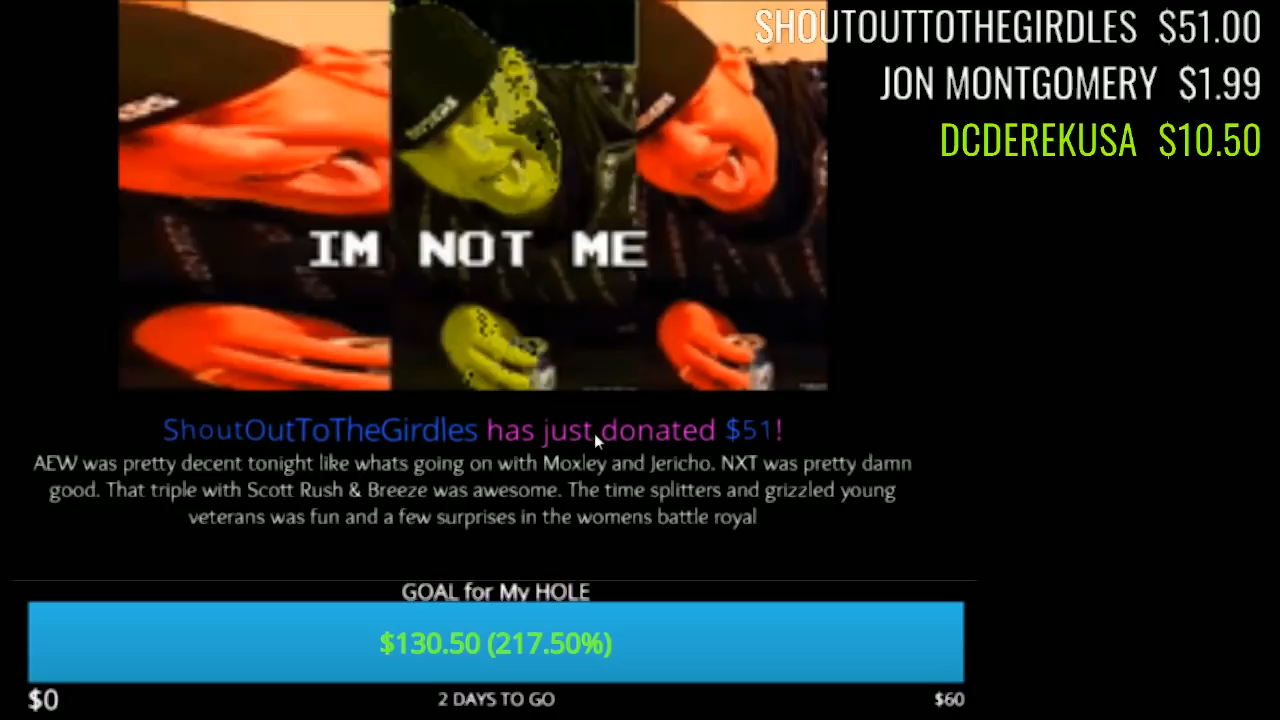 SHOUTOUTTOTHEGIRDLES $51.00
JON MONTGOMERY $1.99
DCDEREKUSA $10.50
IM NOT ME
ShoutOutToTheGirdles has just donated $51!
AEW was pretty decent tonight like whats going on with Moxley and Jericho. NXT was pretty damn
good. That triple with Scott Rush & Breeze was awesome. The time splitters and grizzled young
veterans was fun and a few surprises in the womens battle royal
GOAL for My HOLE
$130.50 (217.50%)
$0 2 DAYS TO GO $60